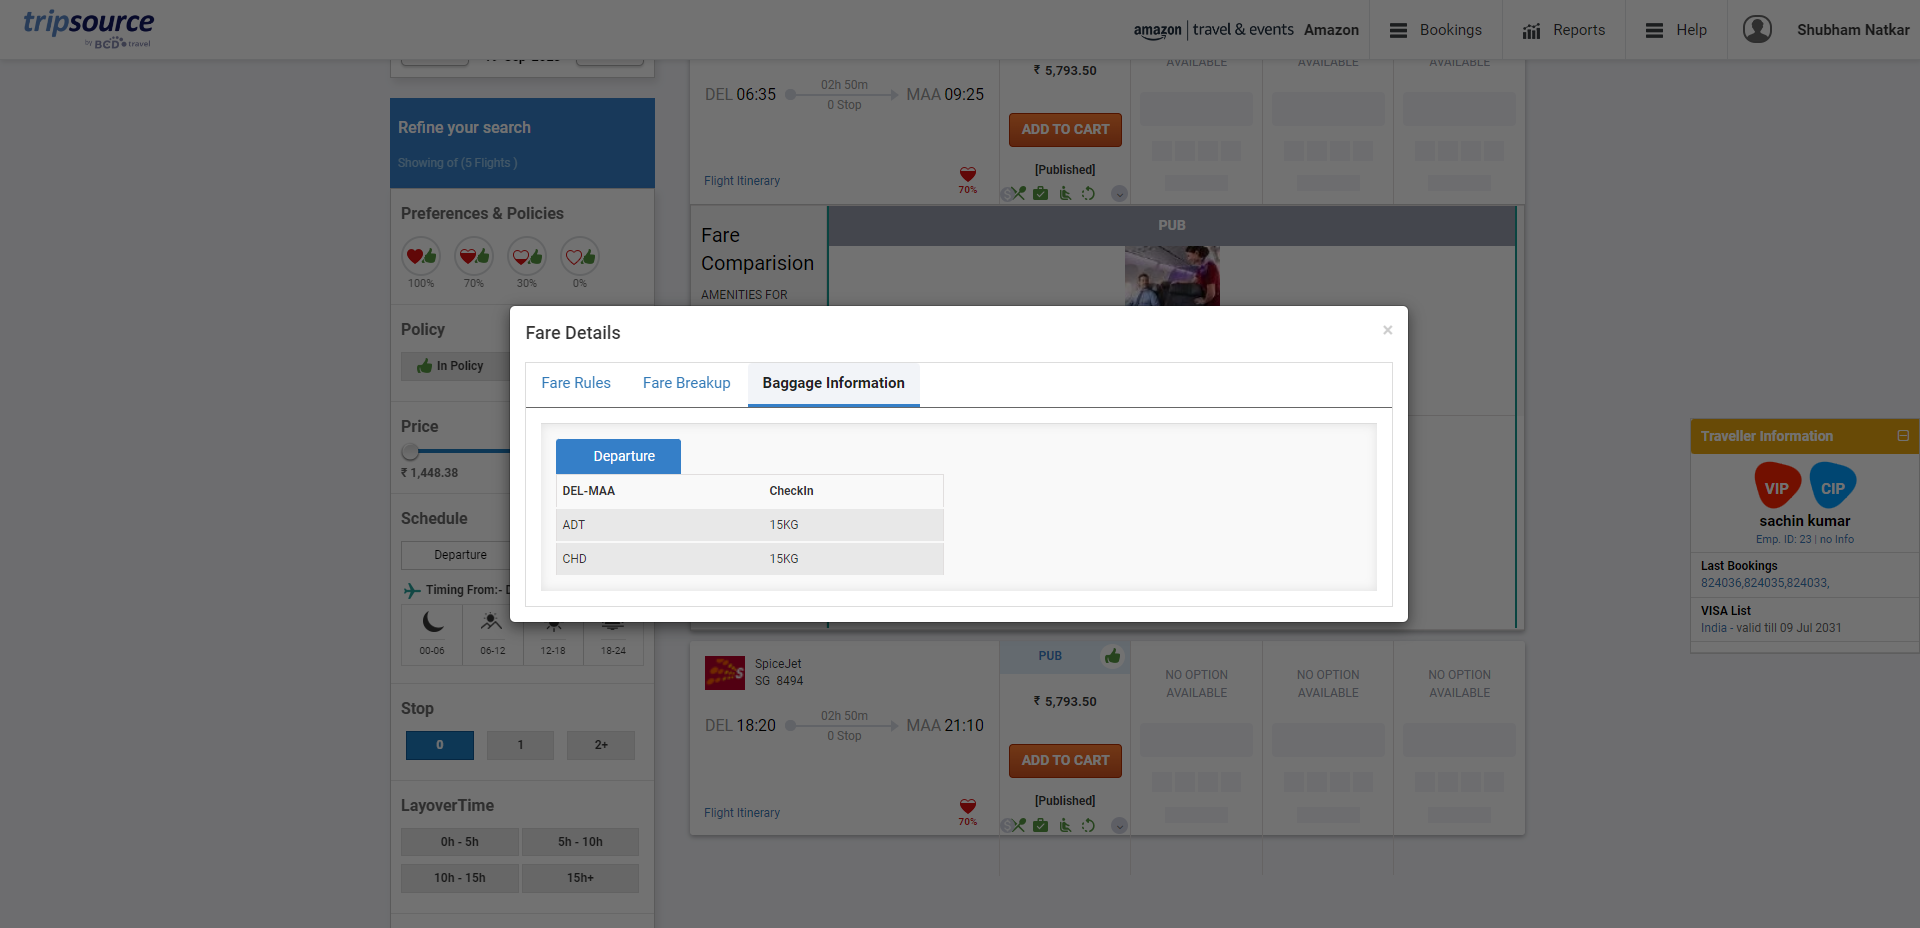 tripsource
by BCD travel
amazon | travel & events Amazon
Bookings
Reports
Help
Shubham Natkar
Refine your search
Showing of (5 Flights )
Preferences & Policies
100% 70% 30% 0%
Policy
In Policy
Price
₹ 1,448.38
Schedule
Departure
Timing From:- D
00-06 06-12 12-18 18-24
Stop
0 1 2+
LayoverTime
0h - 5h 5h - 10h
10h - 15h 15h+
AVAILABLE AVAILABLE AVAILABLE
₹ 5,793.50
DEL 06:35 02h 50m MAA 09:25
0 Stop
ADD TO CART
[Published]
Flight Itinerary
70%
Fare
Comparision
AMENITIES FOR
PUB
Fare Details
×
Fare Rules Fare Breakup Baggage Information
Departure
DEL-MAA CheckIn
ADT 15KG
CHD 15KG
SpiceJet
SG 8494
PUB
NO OPTION NO OPTION NO OPTION
AVAILABLE AVAILABLE AVAILABLE
₹ 5,793.50
DEL 18:20 02h 50m MAA 21:10
0 Stop
ADD TO CART
[Published]
Flight Itinerary
70%
Traveller Information
VIP CIP
sachin kumar
Emp. ID: 23 | no Info
Last Bookings
824036,824035,824033,
VISA List
India - valid till 09 Jul 2031